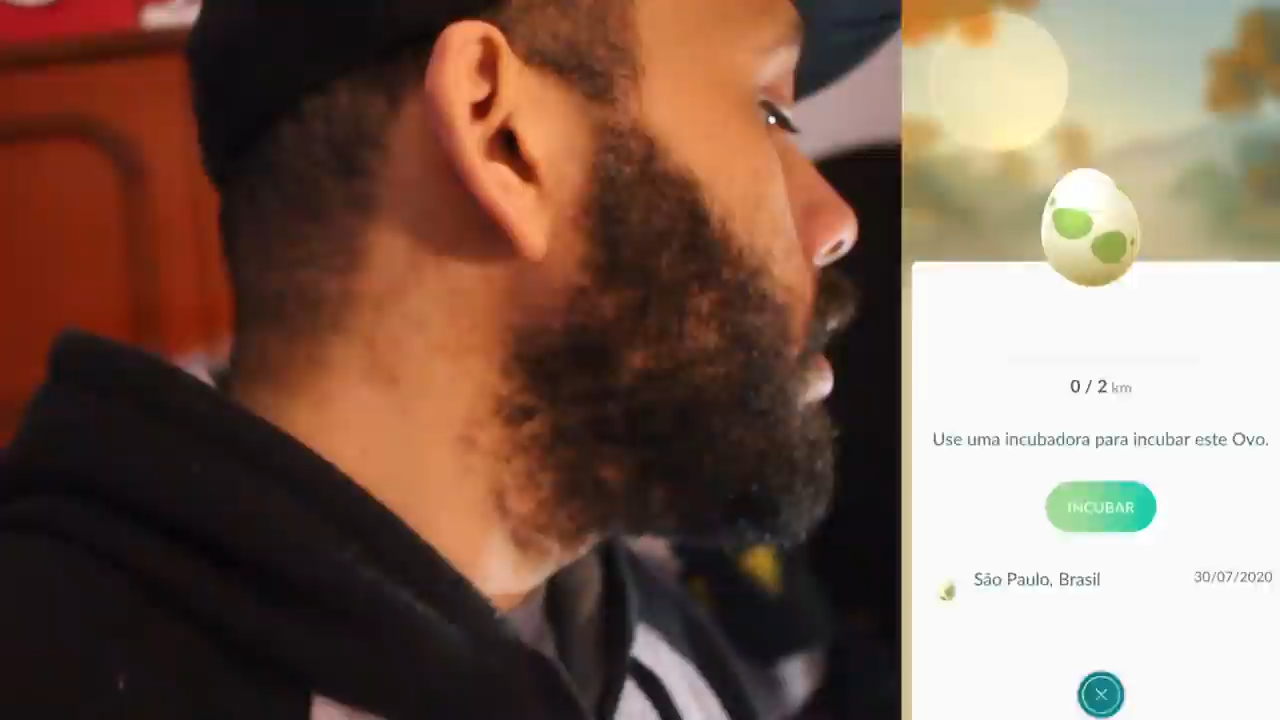 0 / 2 km
Use uma incubadora para incubar este Ovo.
INCUBAR
São Paulo, Brasil 30/07/2020